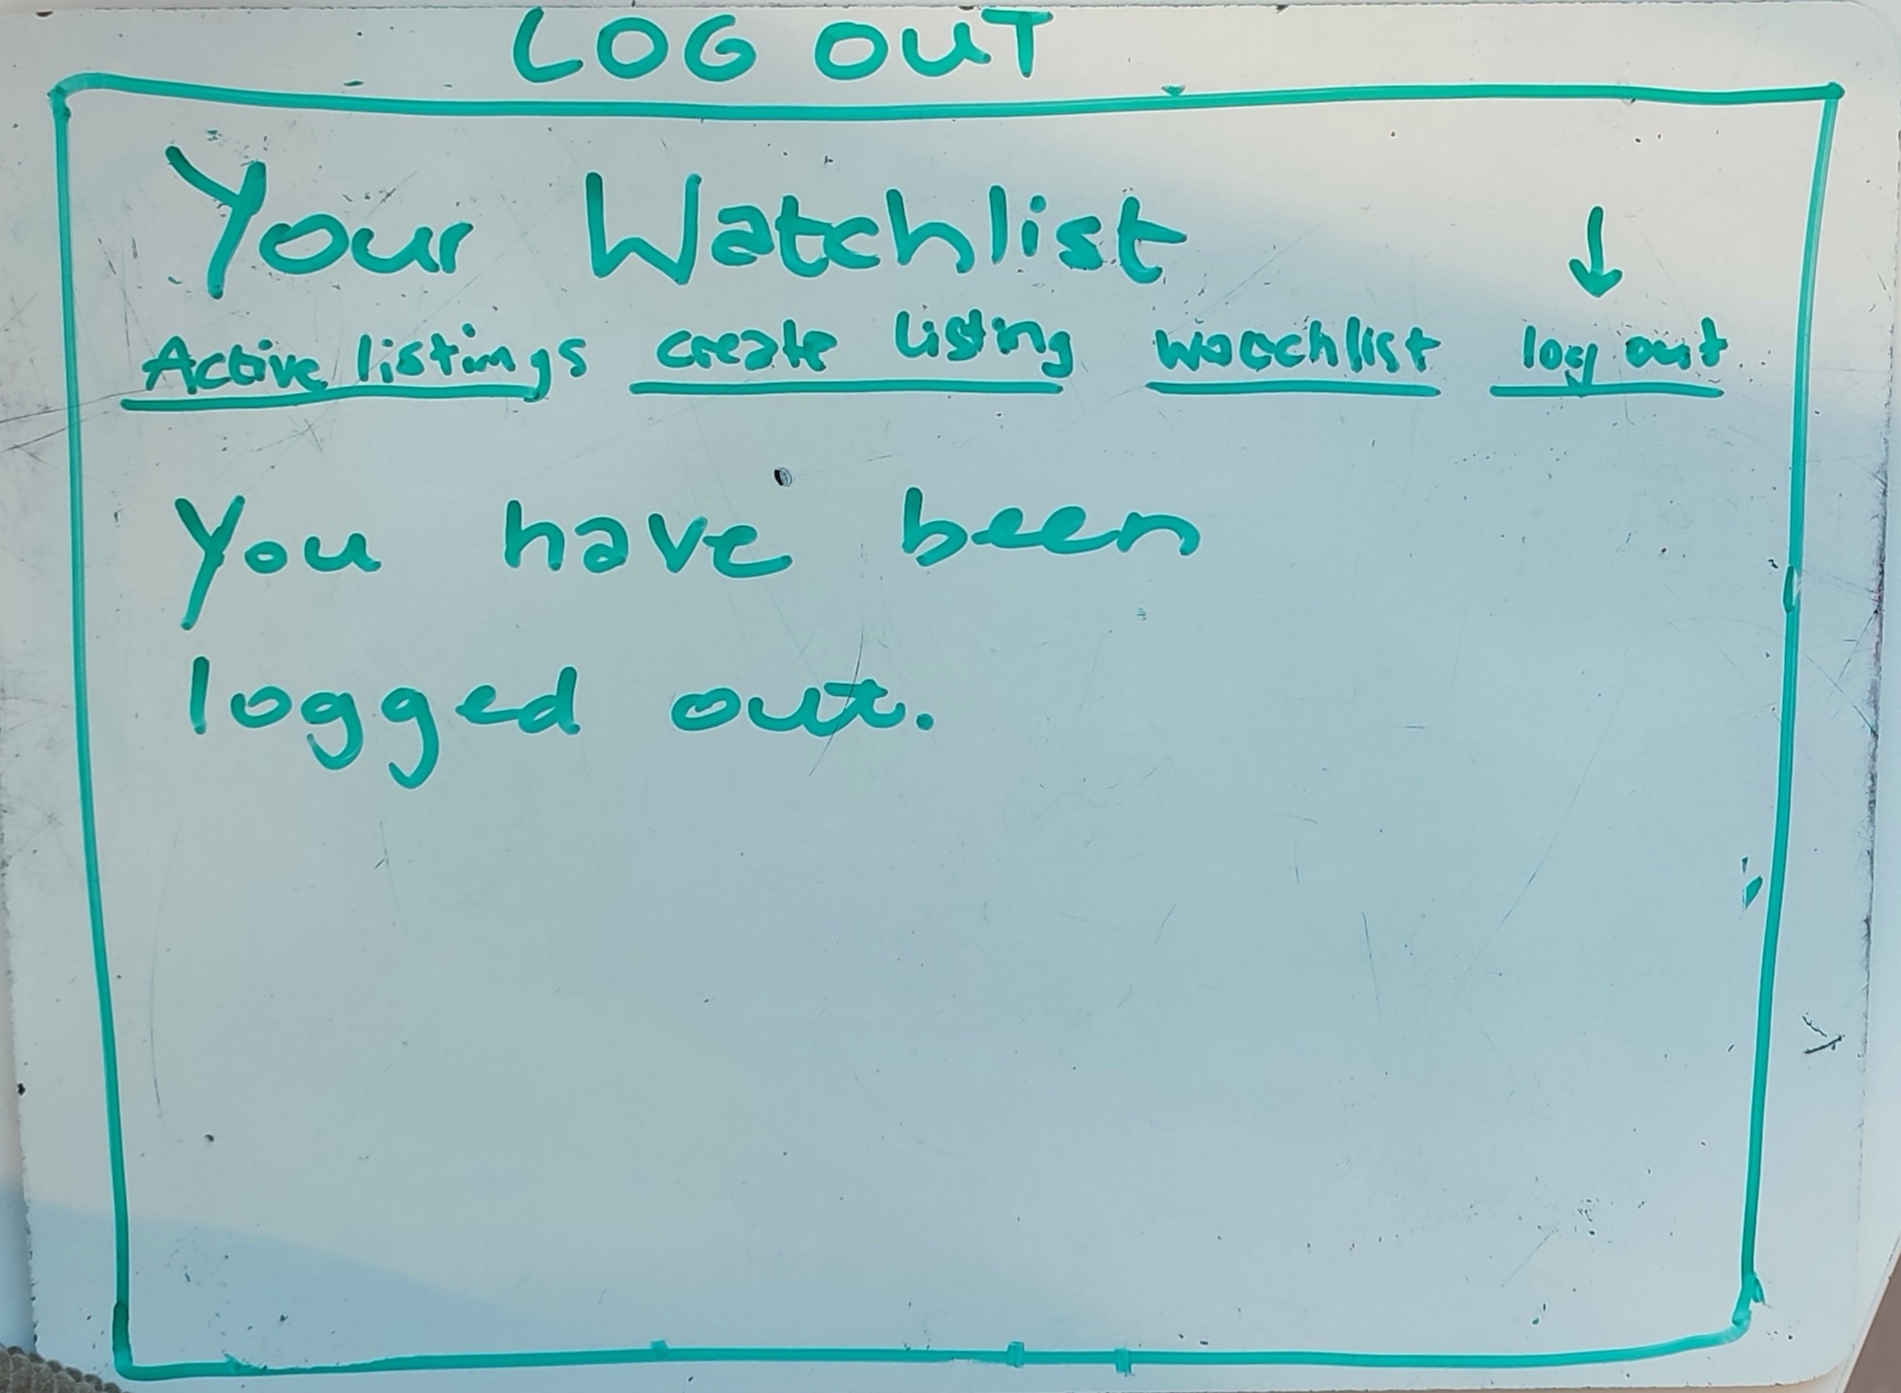 LOG OUT
Your Watchlist
Active listings create listing watchlist log out
You have been
logged out.